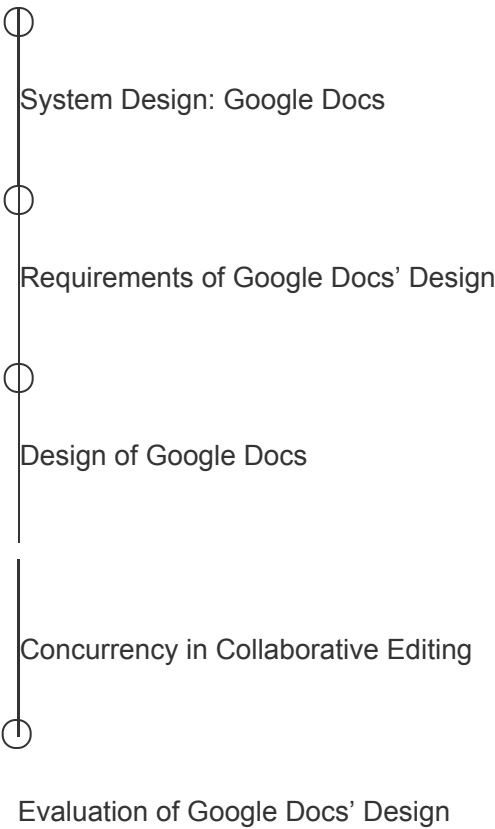 System Design: Google Docs
Requirements of Google Docs’ Design
Design of Google Docs
Concurrency in Collaborative Editing
Evaluation of Google Docs’ Design